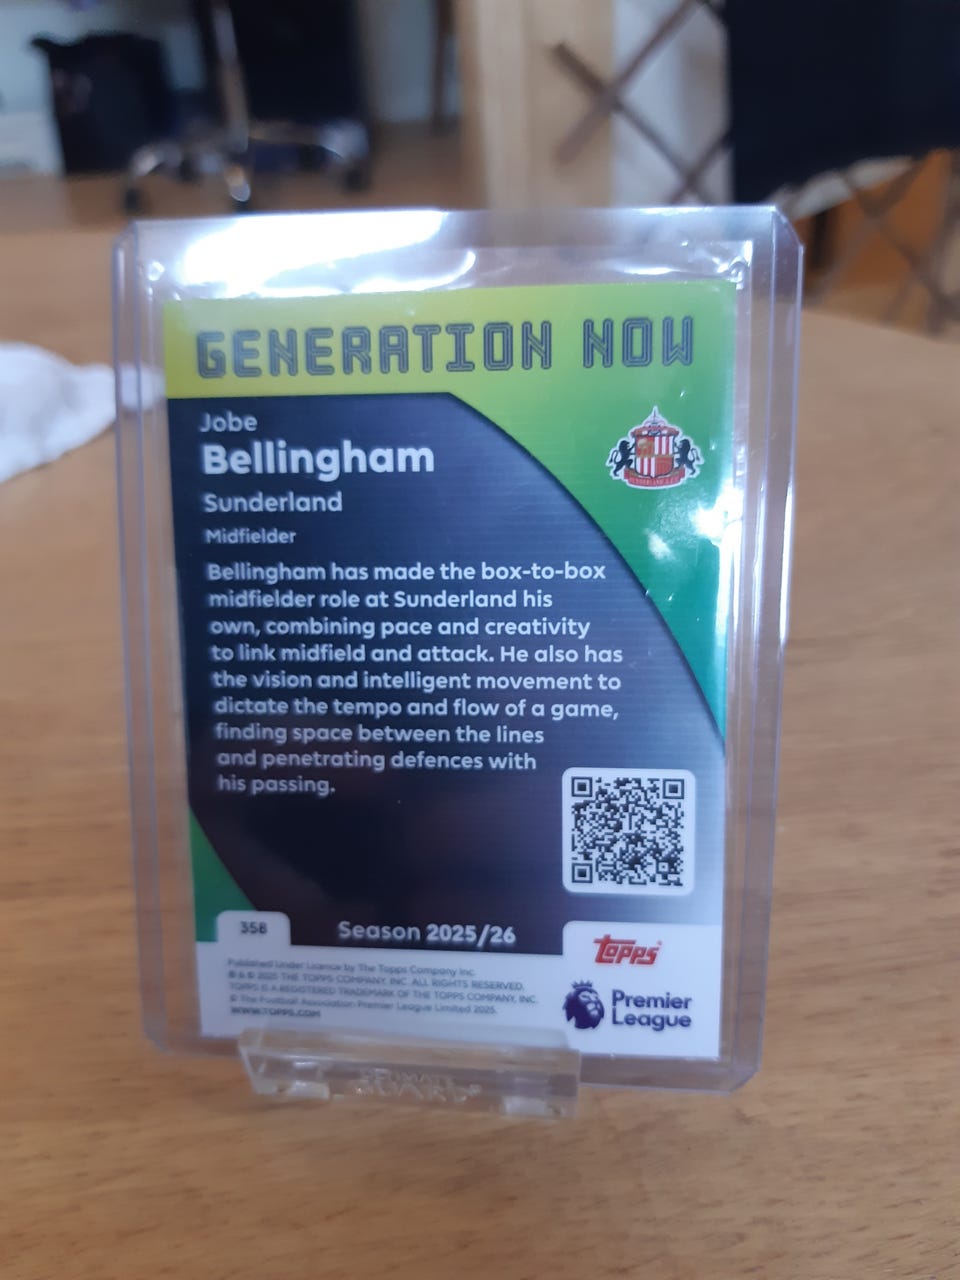 GENERATION NOW
Jobe
Bellingham
Sunderland
Midfielder
Bellingham has made the box-to-box
midfielder role at Sunderland his
own, combining pace and creativity
to link midfield and attack. He also has
the vision and intelligent movement to
dictate the tempo and flow of a game,
finding space between the lines
and penetrating defences with
his passing.
358
Season 2025/26
topps
Published Under Licence by The Topps Company Inc.
® & © 2025 THE TOPPS COMPANY, INC. ALL RIGHTS RESERVED.
TOPPS IS A REGISTERED TRADEMARK OF THE TOPPS COMPANY, INC.
© The Football Association Premier League Limited 2025.
WWW.TOPPS.COM
Premier
League
ULTIMATE
GUARD